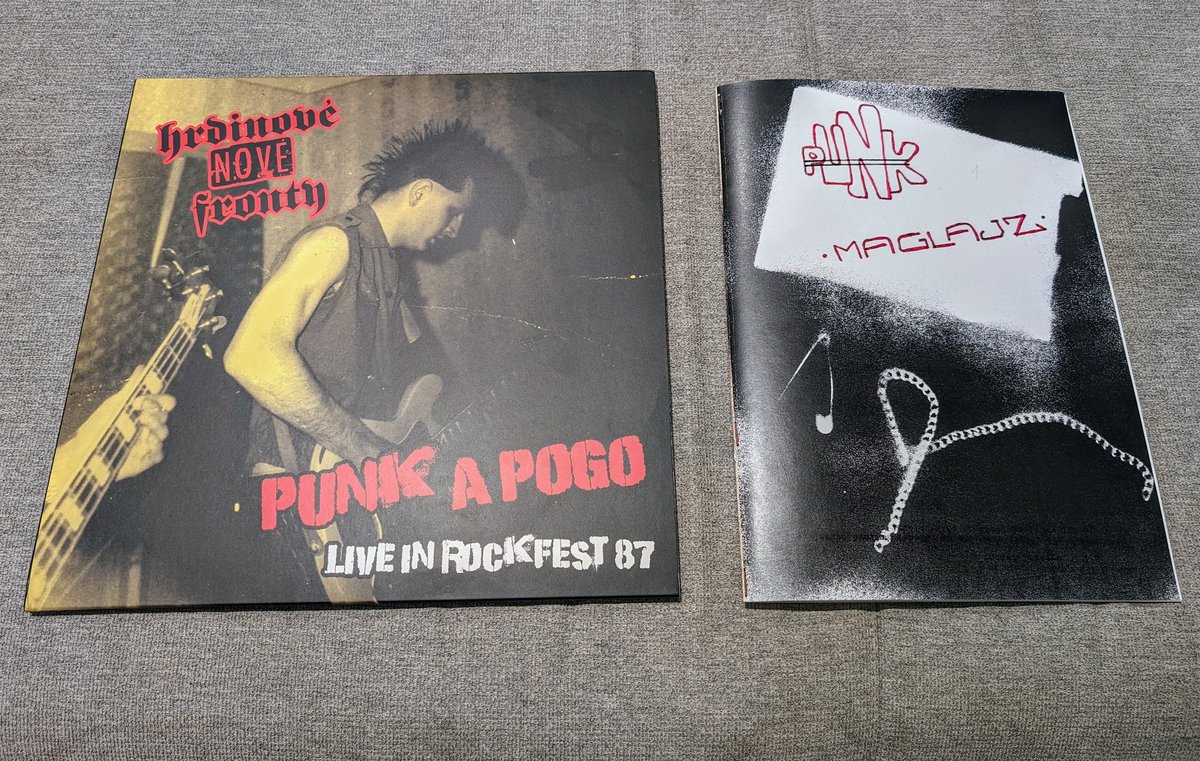 hrdinové
NOVÉ
fronty
PUNK A POGO
LIVE IN ROCKFEST 87
PUNK
·MAGLAJZ·